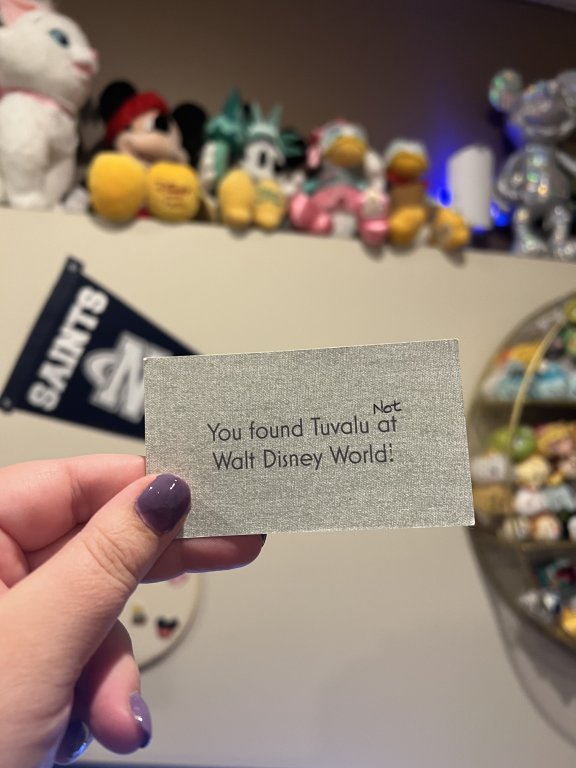 SAINTS
Not
You found Tuvalu at
Walt Disney World!